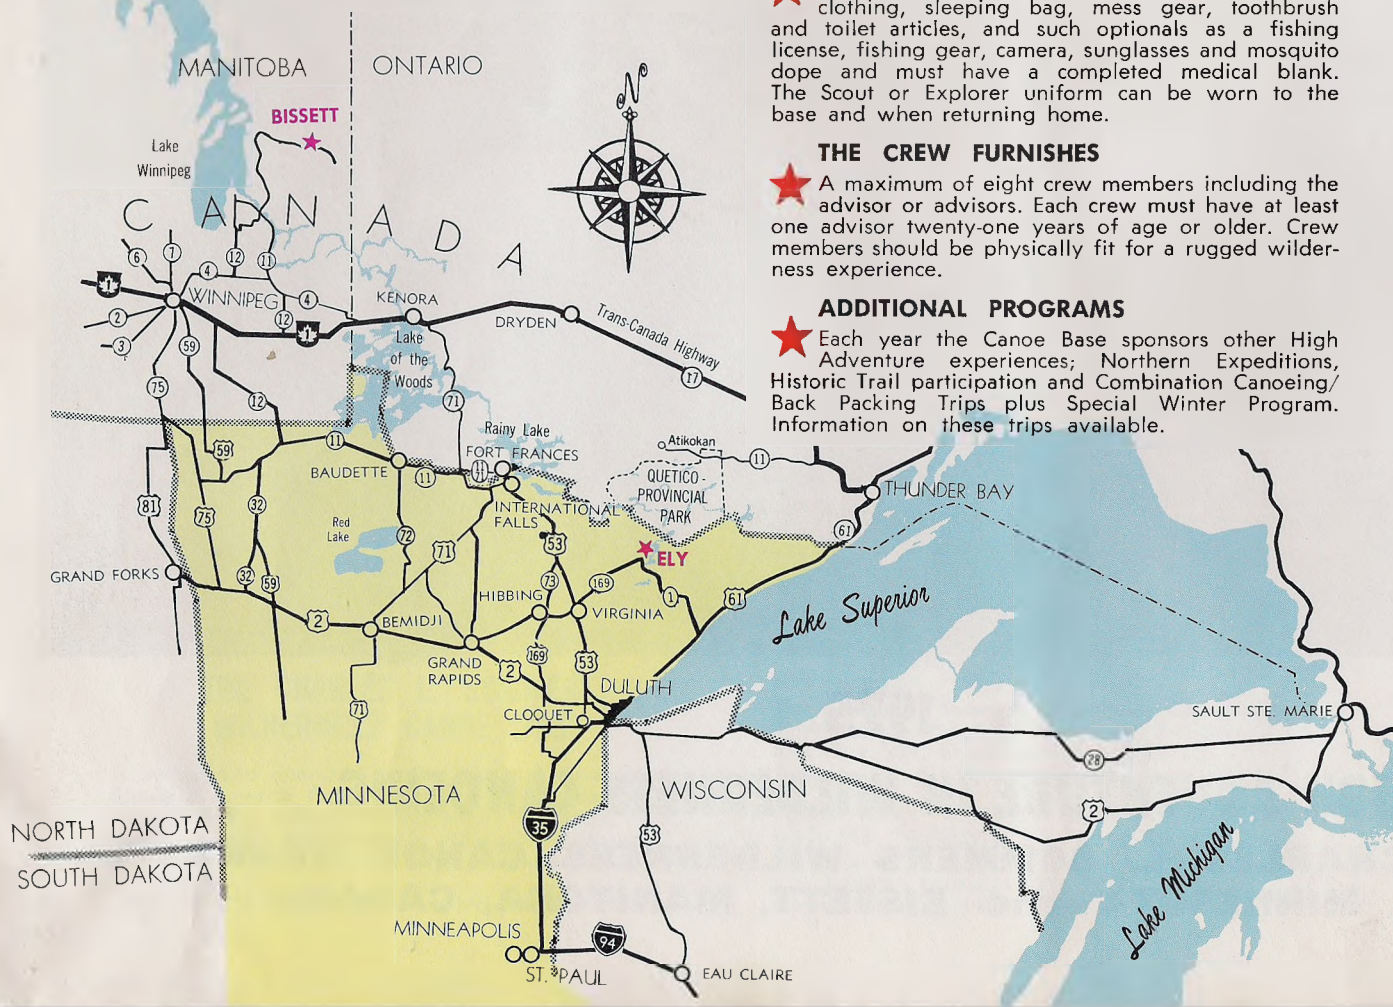 clothing, sleeping bag, mess gear, toothbrush
and toilet articles, and such optionals as a fishing
license, fishing gear, camera, sunglasses and mosquito
dope and must have a completed medical blank.
The Scout or Explorer uniform can be worn to the
base and when returning home.
THE CREW FURNISHES
A maximum of eight crew members including the
advisor or advisors. Each crew must have at least
one advisor twenty-one years of age or older. Crew
members should be physically fit for a rugged wilder-
ness experience.
ADDITIONAL PROGRAMS
Each year the Canoe Base sponsors other High
Adventure experiences; Northern Expeditions,
Historic Trail participation and Combination Canoeing/
Back Packing Trips plus Special Winter Program.
Information on these trips available.
MANITOBA
ONTARIO
N
BISSETT
Lake
Winnipeg
CANADA
6
7
4
12
11
1
WINNIPEG
4
12
1
2
3
59
75
12
KENORA
DRYDEN
Trans-Canada Highway
17
Lake
of the
Woods
71
Rainy Lake
FORT FRANCES
11
71
Atikokan
11
QUETICO
PROVINCIAL
PARK
THUNDER BAY
61
59
11
BAUDETTE
11
INTERNATIONAL
FALLS
81
75
32
Red
Lake
72
71
53
ELY
GRAND FORKS
32
59
2
BEMIDJI
HIBBING
73
169
VIRGINIA
1
61
Lake Superior
GRAND
RAPIDS
2
169
53
DULUTH
71
CLOQUET
SAULT STE. MARIE
28
MINNESOTA
WISCONSIN
35
53
2
NORTH DAKOTA
SOUTH DAKOTA
Lake Michigan
MINNEAPOLIS
94
ST. PAUL
EAU CLAIRE